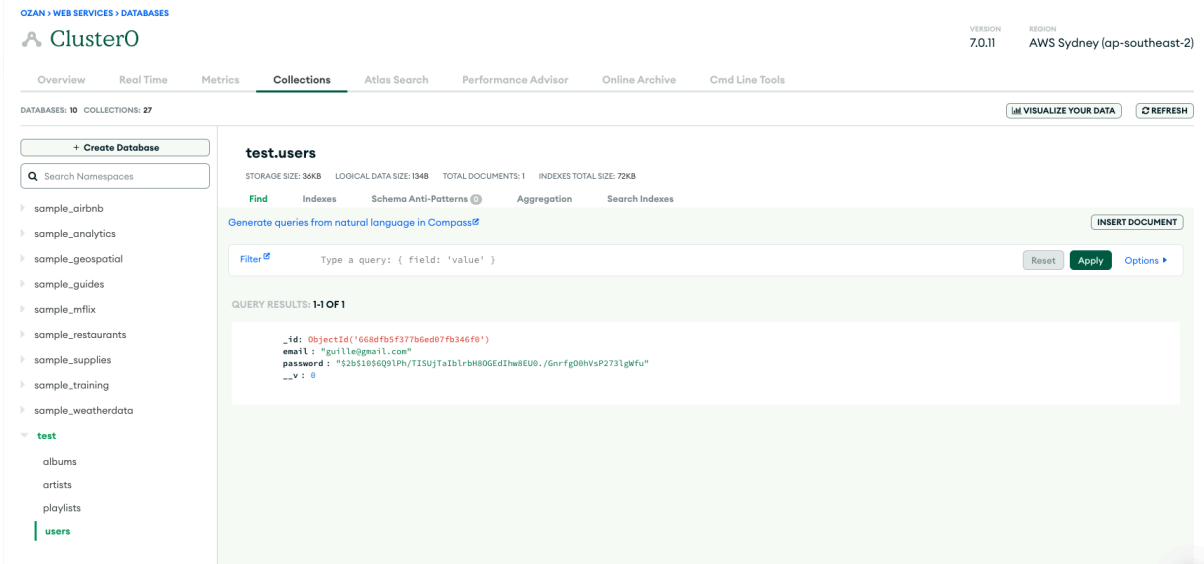 OZAN > WEB SERVICES > DATABASES
Cluster0
VERSION
7.0.11
REGION
AWS Sydney (ap-southeast-2)
Overview Real Time Metrics Collections Atlas Search Performance Advisor Online Archive Cmd Line Tools
DATABASES: 10 COLLECTIONS: 27
VISUALIZE YOUR DATA
REFRESH
+ Create Database
Search Namespaces
sample_airbnb
sample_analytics
sample_geospatial
sample_guides
sample_mflix
sample_restaurants
sample_supplies
sample_training
sample_weatherdata
test
albums
artists
playlists
users
test.users
STORAGE SIZE: 36KB LOGICAL DATA SIZE: 134B TOTAL DOCUMENTS: 1 INDEXES TOTAL SIZE: 72KB
Find Indexes Schema Anti-Patterns 0 Aggregation Search Indexes
Generate queries from natural language in Compass
INSERT DOCUMENT
Filter
Type a query: { field: 'value' }
Reset
Apply
Options
QUERY RESULTS: 1-1 OF 1
_id: ObjectId('668dfb5f377b6ed07fb346f0')
email : "guille@gmail.com"
password : "$2b$10$6Q9lPh/TISUjTaIblrbH8OGEdIhw8EU0./GnrfgO0hVsP273lgWfu"
__v : 0